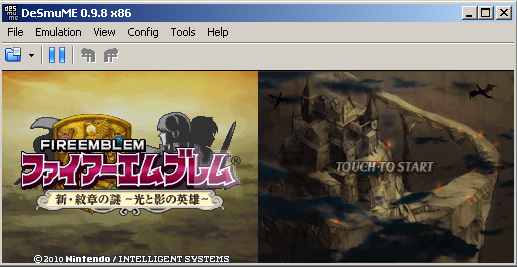 DeSmuME 0.9.8 x86
File Emulation View Config Tools Help
FIRE EMBLEM
ファイアーエムブレム
新・紋章の謎 ～光と影の英雄～
TOUCH TO START
©2010 Nintendo / INTELLIGENT SYSTEMS